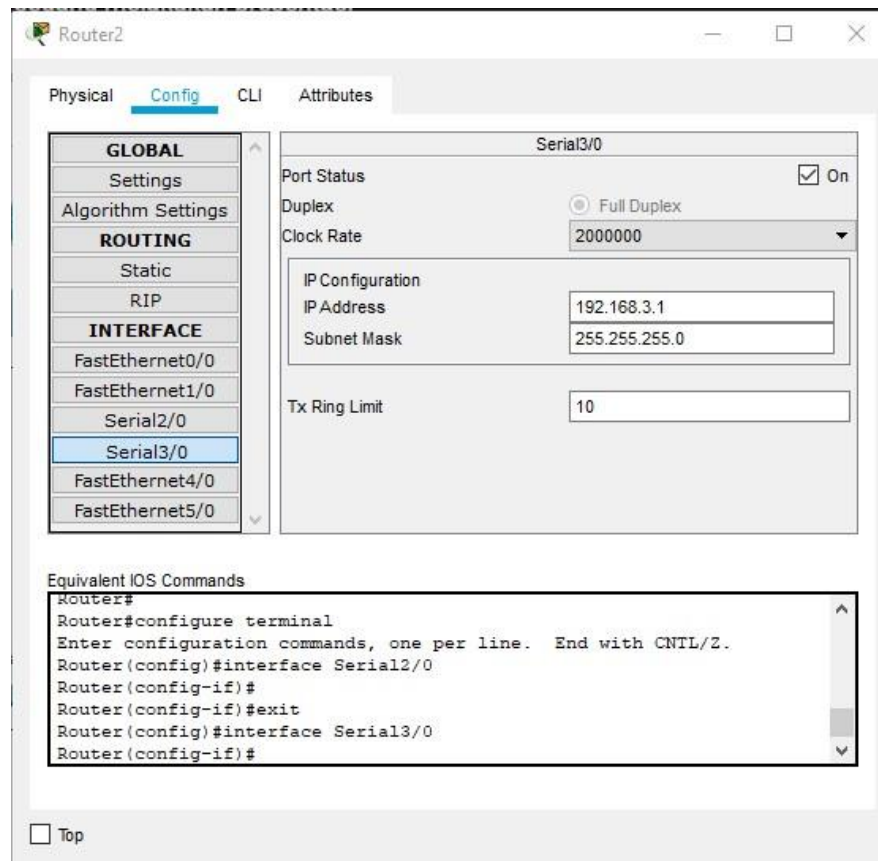 Router2
Physical Config CLI Attributes
GLOBAL
Settings
Algorithm Settings
ROUTING
Static
RIP
INTERFACE
FastEthernet0/0
FastEthernet1/0
Serial2/0
Serial3/0
FastEthernet4/0
FastEthernet5/0
Serial3/0
Port Status On
Duplex Full Duplex
Clock Rate 2000000
IP Configuration
IP Address 192.168.3.1
Subnet Mask 255.255.255.0
Tx Ring Limit 10
Equivalent IOS Commands
Router#
Router#configure terminal
Enter configuration commands, one per line. End with CNTL/Z.
Router(config)#interface Serial2/0
Router(config-if)#
Router(config-if)#exit
Router(config)#interface Serial3/0
Router(config-if)#
Top